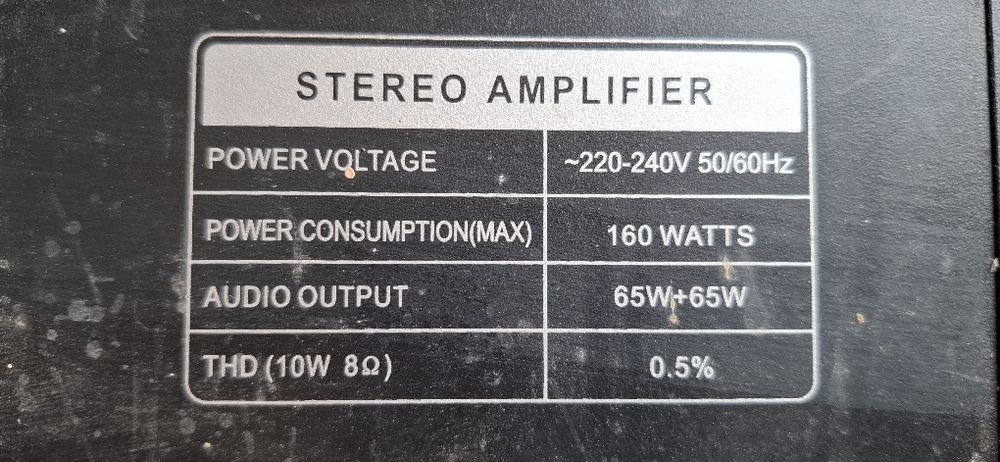 STEREO AMPLIFIER
POWER VOLTAGE ~220-240V 50/60Hz
POWER CONSUMPTION(MAX) 160 WATTS
AUDIO OUTPUT 65W+65W
THD (10W 8Ω) 0.5%